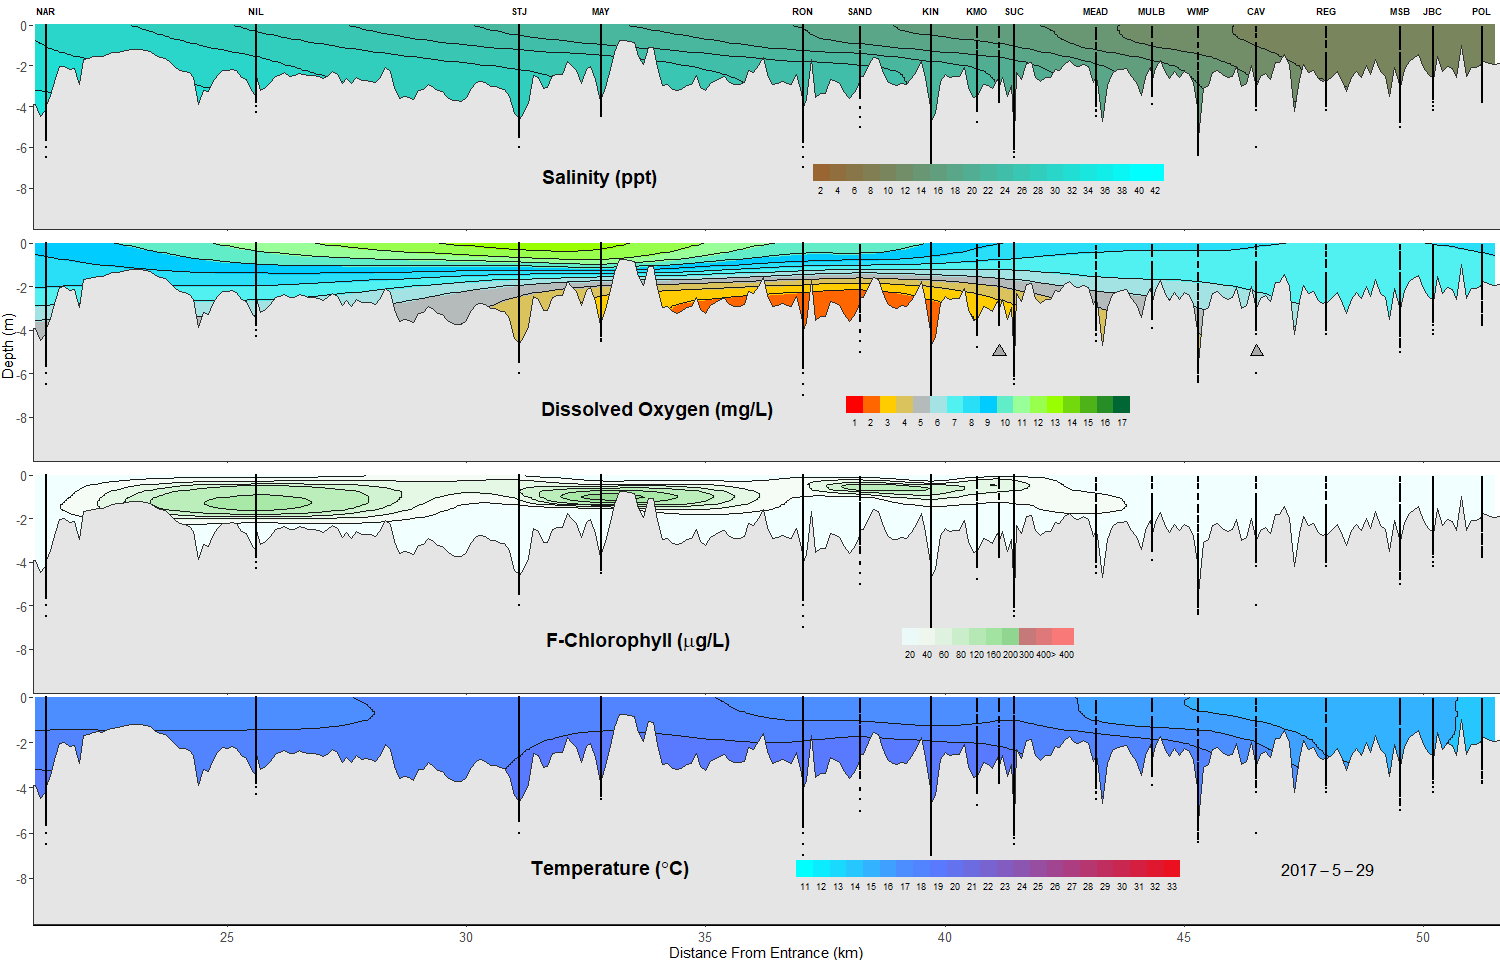 NAR NIL STJ MAY RON SAND KIN KMO SUC MEAD MULB WMP CAV REG MSB JBC POL
0
-2
-4
-6
-8
Salinity (ppt)
2 4 6 8 10 12 14 16 18 20 22 24 26 28 30 32 34 36 38 40 42
0
-2
-4
-6
-8
Dissolved Oxygen (mg/L)
1 2 3 4 5 6 7 8 9 10 11 12 13 14 15 16 17
Depth (m)
0
-2
-4
-6
-8
F-Chlorophyll (μg/L)
20 40 60 80 120 160 200 300 400> 400
0
-2
-4
-6
-8
Temperature (°C)
11 12 13 14 15 16 17 18 19 20 21 22 23 24 25 26 27 28 29 30 31 32 33
2017 – 5 – 29
25 30 35 40 45 50
Distance From Entrance (km)